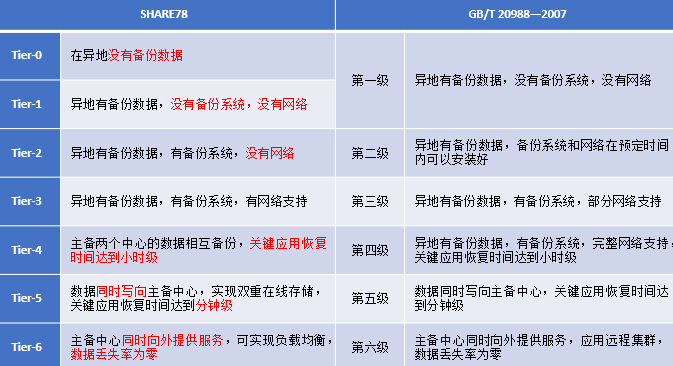 SHARE78
GB/T 20988—2007
Tier-0
在异地没有备份数据
第一级
异地有备份数据，没有备份系统，没有网络
Tier-1
异地有备份数据，没有备份系统，没有网络
Tier-2
异地有备份数据，有备份系统，没有网络
第二级
异地有备份数据，备份系统和网络在预定时间
内可以安装好
Tier-3
异地有备份数据，有备份系统，有网络支持
第三级
异地有备份数据，有备份系统，部分网络支持
Tier-4
主备两个中心的数据相互备份，关键应用恢复
时间达到小时级
第四级
异地有备份数据，有备份系统，完整网络支持，
关键应用恢复时间达到小时级
Tier-5
数据同时写向主备中心，实现双重在线存储，
关键应用恢复时间达到分钟级
第五级
数据同时写向主备中心，关键应用恢复时间达
到分钟级
Tier-6
主备中心同时向外提供服务，可实现负载均衡，
数据丢失率为零
第六级
主备中心同时向外提供服务，应用远程集群，
数据丢失率为零